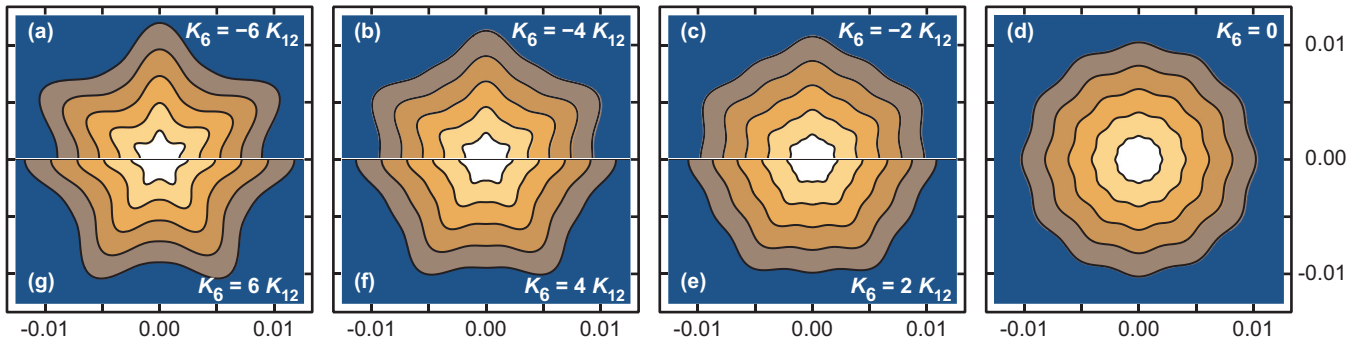 (a) K6 = −6 K12
(b) K6 = −4 K12
(c) K6 = −2 K12
(d) K6 = 0
0.01
0.00
-0.01
(g) K6 = 6 K12
(f) K6 = 4 K12
(e) K6 = 2 K12
-0.01 0.00 0.01
-0.01 0.00 0.01
-0.01 0.00 0.01
-0.01 0.00 0.01